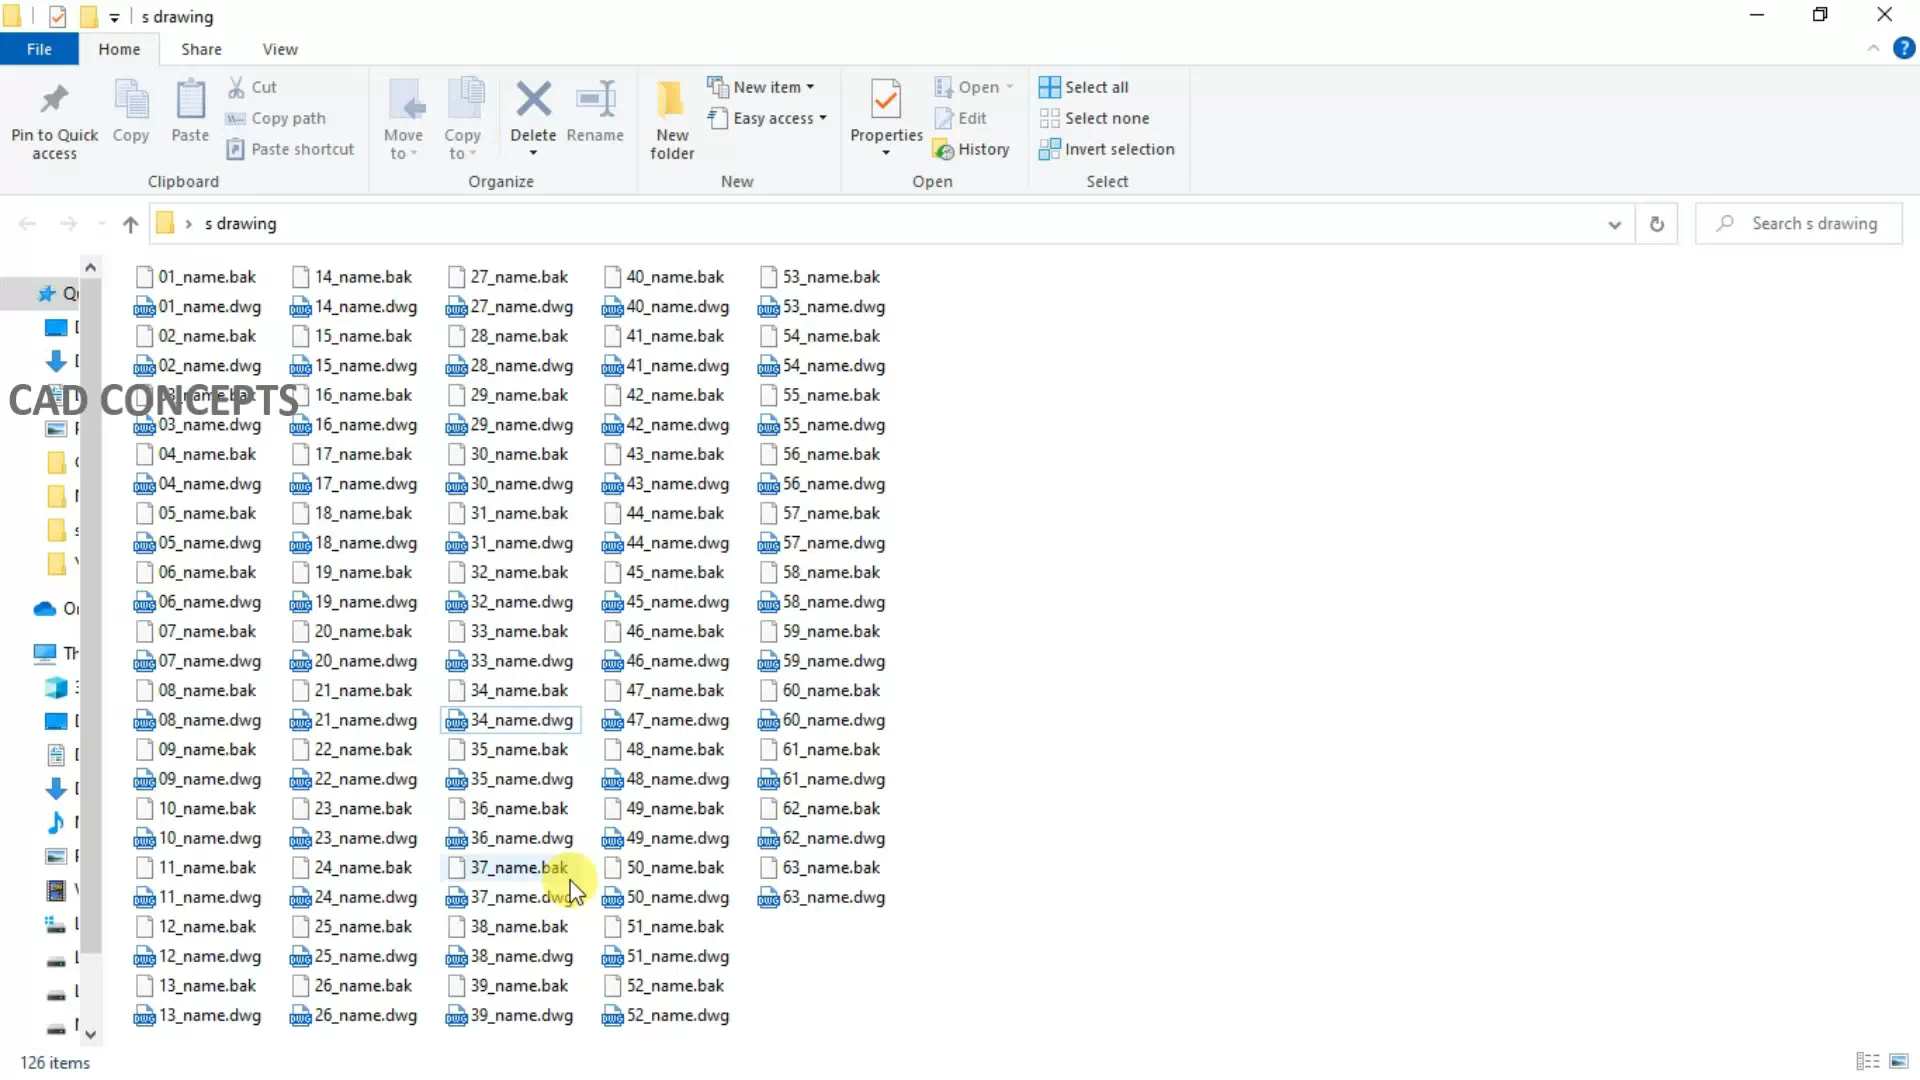 s drawing
File Home Share View
Pin to Quick access
Copy
Paste
Cut
Copy path
Paste shortcut
Clipboard
Move to
Copy to
Delete
Rename
Organize
New folder
New item
Easy access
New
Properties
Open
Edit
History
Open
Select all
Select none
Invert selection
Select
s drawing
Search s drawing
01_name.bak 14_name.bak 27_name.bak 40_name.bak 53_name.bak
01_name.dwg 14_name.dwg 27_name.dwg 40_name.dwg 53_name.dwg
02_name.bak 15_name.bak 28_name.bak 41_name.bak 54_name.bak
02_name.dwg 15_name.dwg 28_name.dwg 41_name.dwg 54_name.dwg
CAD CONCEPTS
03_name.bak 16_name.bak 29_name.bak 42_name.bak 55_name.bak
03_name.dwg 16_name.dwg 29_name.dwg 42_name.dwg 55_name.dwg
04_name.bak 17_name.bak 30_name.bak 43_name.bak 56_name.bak
04_name.dwg 17_name.dwg 30_name.dwg 43_name.dwg 56_name.dwg
05_name.bak 18_name.bak 31_name.bak 44_name.bak 57_name.bak
05_name.dwg 18_name.dwg 31_name.dwg 44_name.dwg 57_name.dwg
06_name.bak 19_name.bak 32_name.bak 45_name.bak 58_name.bak
06_name.dwg 19_name.dwg 32_name.dwg 45_name.dwg 58_name.dwg
07_name.bak 20_name.bak 33_name.bak 46_name.bak 59_name.bak
07_name.dwg 20_name.dwg 33_name.dwg 46_name.dwg 59_name.dwg
08_name.bak 21_name.bak 34_name.bak 47_name.bak 60_name.bak
08_name.dwg 21_name.dwg 34_name.dwg 47_name.dwg 60_name.dwg
09_name.bak 22_name.bak 35_name.bak 48_name.bak 61_name.bak
09_name.dwg 22_name.dwg 35_name.dwg 48_name.dwg 61_name.dwg
10_name.bak 23_name.bak 36_name.bak 49_name.bak 62_name.bak
10_name.dwg 23_name.dwg 36_name.dwg 49_name.dwg 62_name.dwg
11_name.bak 24_name.bak 37_name.bak 50_name.bak 63_name.bak
11_name.dwg 24_name.dwg 37_name.dwg 50_name.dwg 63_name.dwg
12_name.bak 25_name.bak 38_name.bak 51_name.bak
12_name.dwg 25_name.dwg 38_name.dwg 51_name.dwg
13_name.bak 26_name.bak 39_name.bak 52_name.bak
13_name.dwg 26_name.dwg 39_name.dwg 52_name.dwg
126 items